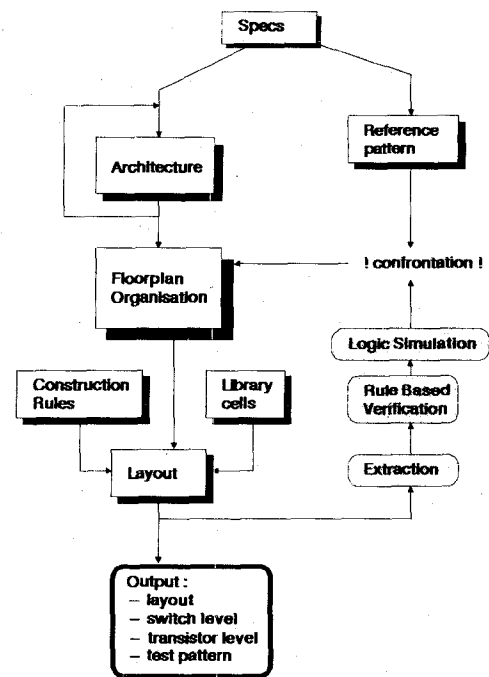 Specs
Architecture
Reference
pattern
Floorplan
Organisation
! confrontation !
Logic Simulation
Construction
Rules
Library
cells
Rule Based
Verification
Layout
Extraction
Output :
– layout
– switch level
– transistor level
– test pattern